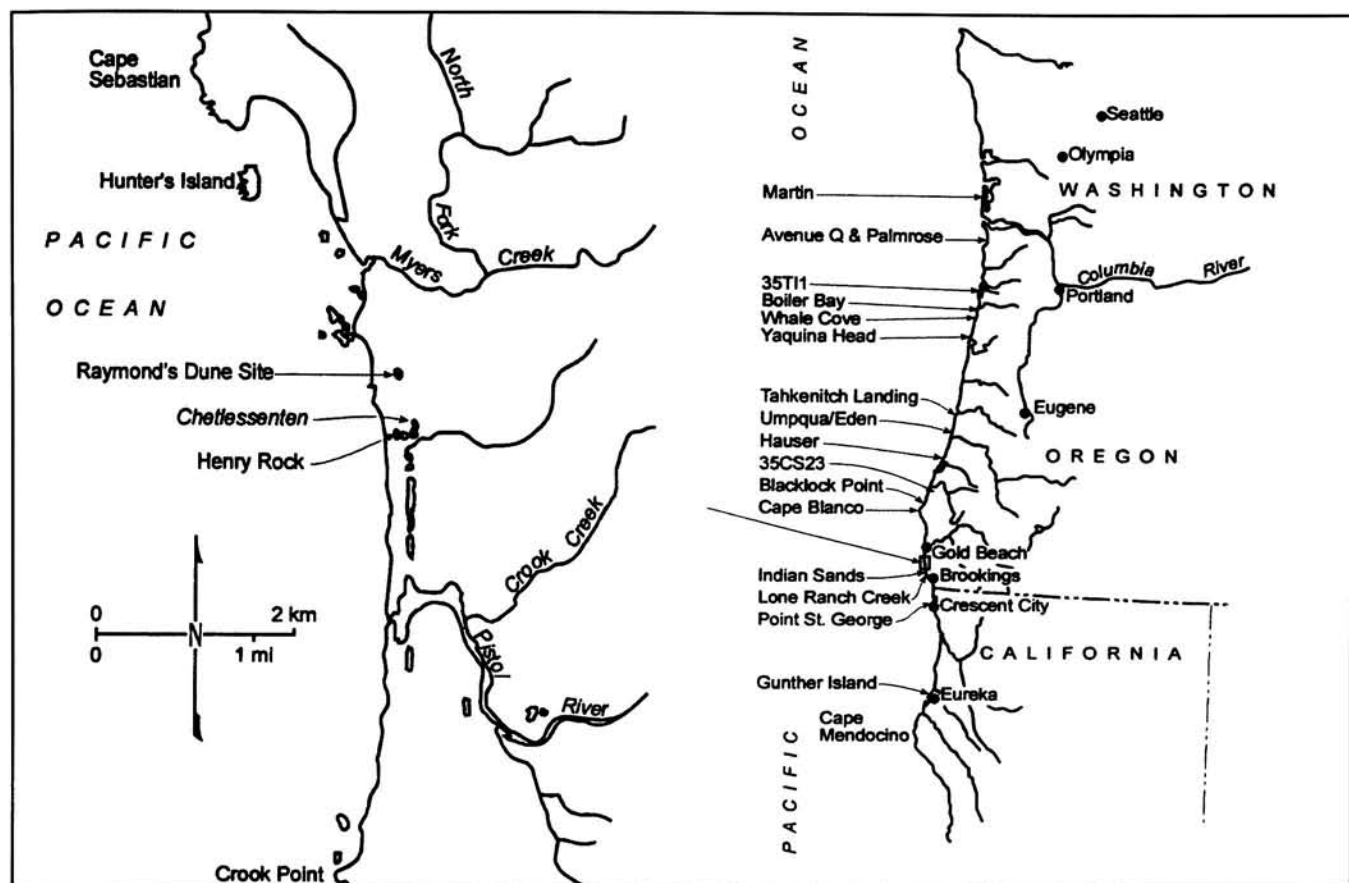 Cape
Sebastian
Hunter's Island
PACIFIC
OCEAN
North
Fork
Myers
Creek
Raymond's Dune Site
Chetlessenten
Henry Rock
Crook Creek
0
2 km
N
0
1 mi
Pistol
River
Crook Point
OCEAN
Seattle
Olympia
WASHINGTON
Martin
Avenue Q & Palmrose
Columbia
River
35TI1
Portland
Boiler Bay
Whale Cove
Yaquina Head
Tahkenitch Landing
Eugene
Umpqua/Eden
Hauser
OREGON
35CS23
Blacklock Point
Cape Blanco
Gold Beach
Indian Sands
Brookings
Lone Ranch Creek
Crescent City
Point St. George
CALIFORNIA
Gunther Island
Eureka
Cape
Mendocino
PACIFIC